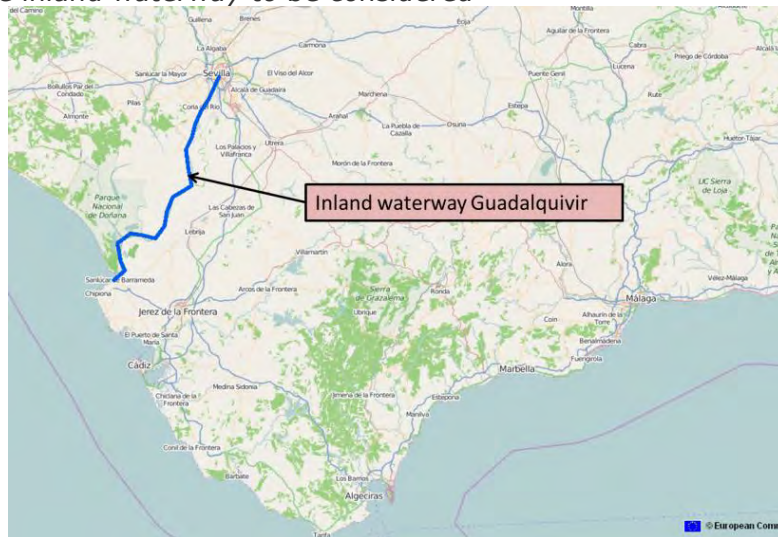 inland waterway to be considered
del Camino
Guillena
Brenes
La Algaba
Carmona
Écija
Montilla
Aguilar de la Frontera
Cabra
Priego de Córdoba
Lucena
Puente Genil
Rute
Bollullos Par del
Condado
Sanlúcar la Mayor
Sevilla
El Viso del Alcor
Alcalá de Guadaira
Pilas
Almonte
Coria del Río
Marchena
Estepa
Arahal
La Puebla de
Cazalla
Osuna
Los Palacios y
Villafranca
Utrera
Huétor-Tájar
Morón de la Frontera
UC Sierra
de Loja
Parque
Nacional
de Doñana
Inland waterway Guadalquivir
Las Cabezas de
San Juan
Lebrija
Villamartín
Sanlúcar de Barrameda
Chipiona
Arcos de la Frontera
Sierra
de Grazalema
Ronda
Álora
Vélez-Málaga
Málaga
Jerez de la Frontera
Ubrique
Coín
Alhaurín de la
Torre
Benalmádena
Fuengirola
El Puerto de Santa
María
Cádiz
Marbella
Chiclana de la
Frontera
Medina Sidonia
Jimena de la Frontera
Estepona
Manilva
Conil de la Frontera
Barbate
Los Barrios
Algeciras
Tarifa
© European Comm